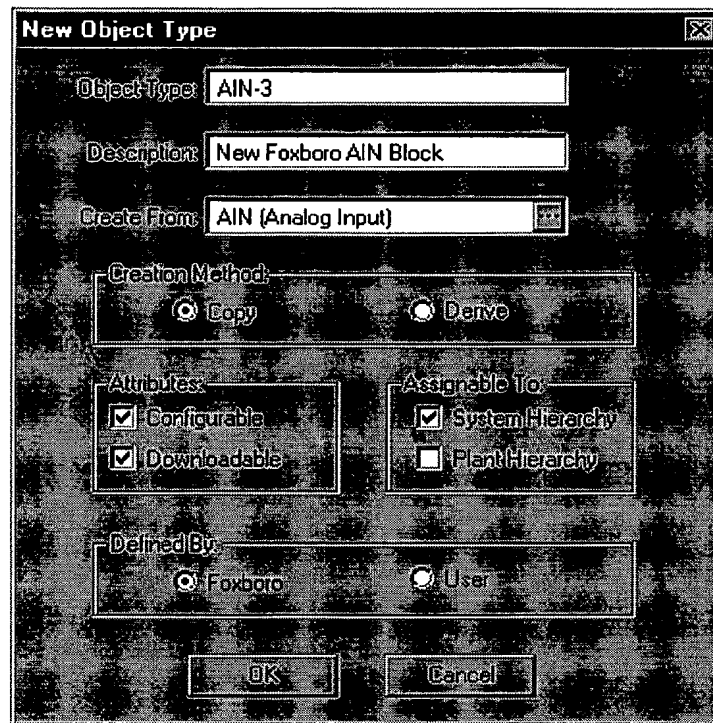 New Object Type
Object Type: AIN-3
Description: New Foxboro AIN Block
Create From: AIN (Analog Input) ...
Creation Method:
Copy Derive
Attributes: Assignable To:
Configurable System Hierarchy
Downloadable Plant Hierarchy
Defined By:
Foxboro User
OK Cancel